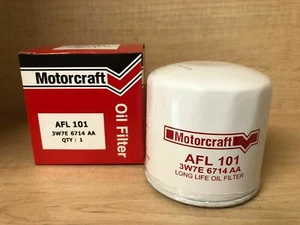 Motorcraft
AFL 101
3W7E 6714 AA
QTY : 1
Oil Filter
Motorcraft
AFL 101
3W7E 6714 AA
LONG LIFE OIL FILTER